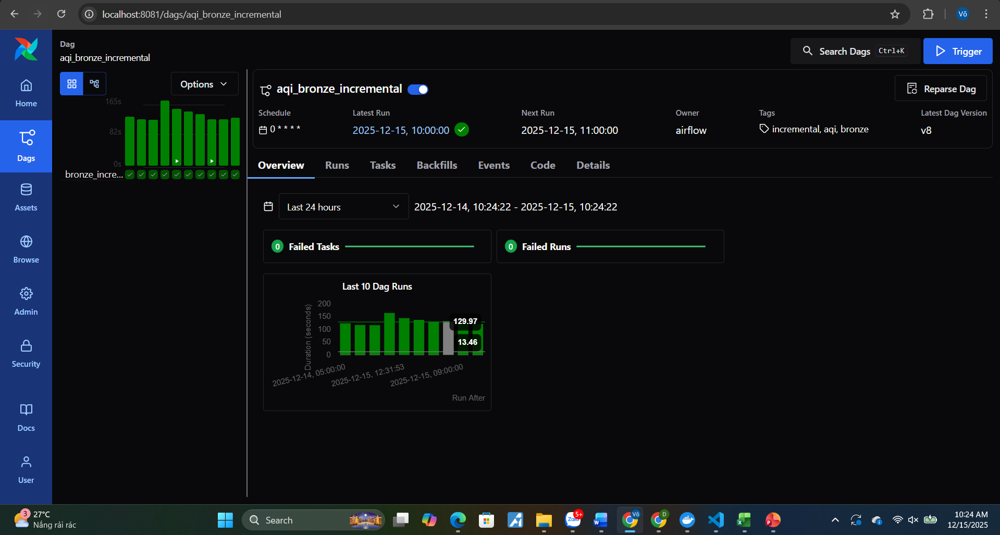 localhost:8081/dags/aqi_bronze_incremental
Võ
Dag
aqi_bronze_incremental
Search Dags
Ctrl+K
Trigger
Home
Dags
Assets
Browse
Admin
Security
Docs
User
Options
165s
82s
0s
bronze_incre...
aqi_bronze_incremental
Reparse Dag
Schedule
0 * * * *
Latest Run
2025-12-15, 10:00:00
Next Run
2025-12-15, 11:00:00
Owner
airflow
Tags
incremental, aqi, bronze
Latest Dag Version
v8
Overview
Runs
Tasks
Backfills
Events
Code
Details
Last 24 hours
2025-12-14, 10:24:22 - 2025-12-15, 10:24:22
0 Failed Tasks
0 Failed Runs
Last 10 Dag Runs
Duration (seconds)
200
150
100
50
0
129.97
13.46
2025-12-14, 05:00:00
2025-12-15, 12:31:53
2025-12-15, 09:00:00
Run After
3
27°C
Nắng rải rác
Search
Zalo
5+
W
Võ
D
X
P
10:24 AM
12/15/2025